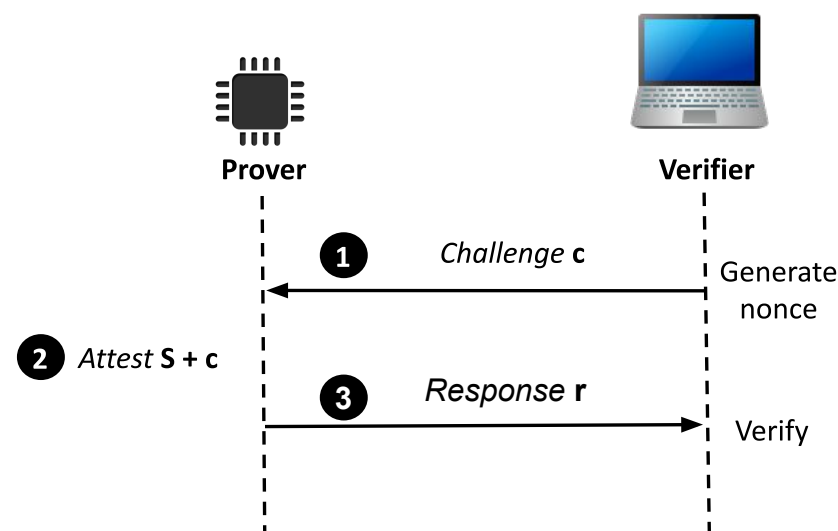 Prover
Verifier
1
Challenge c
Generate
nonce
2
Attest S + c
3
Response r
Verify